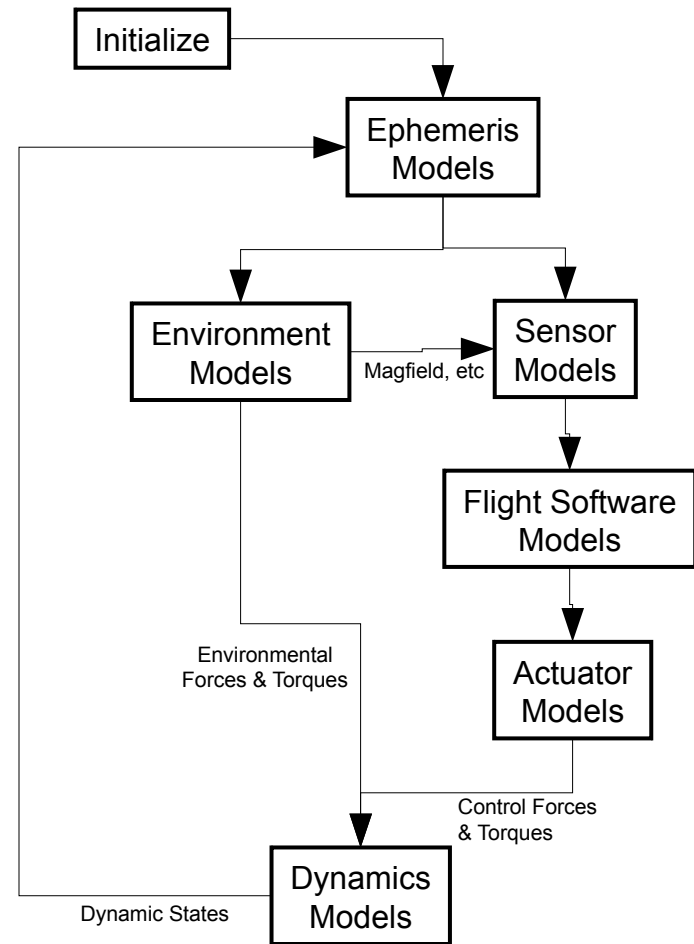 Initialize
Ephemeris
Models
Environment
Models
Magfield, etc
Sensor
Models
Flight Software
Models
Environmental
Forces & Torques
Actuator
Models
Control Forces
& Torques
Dynamics
Models
Dynamic States